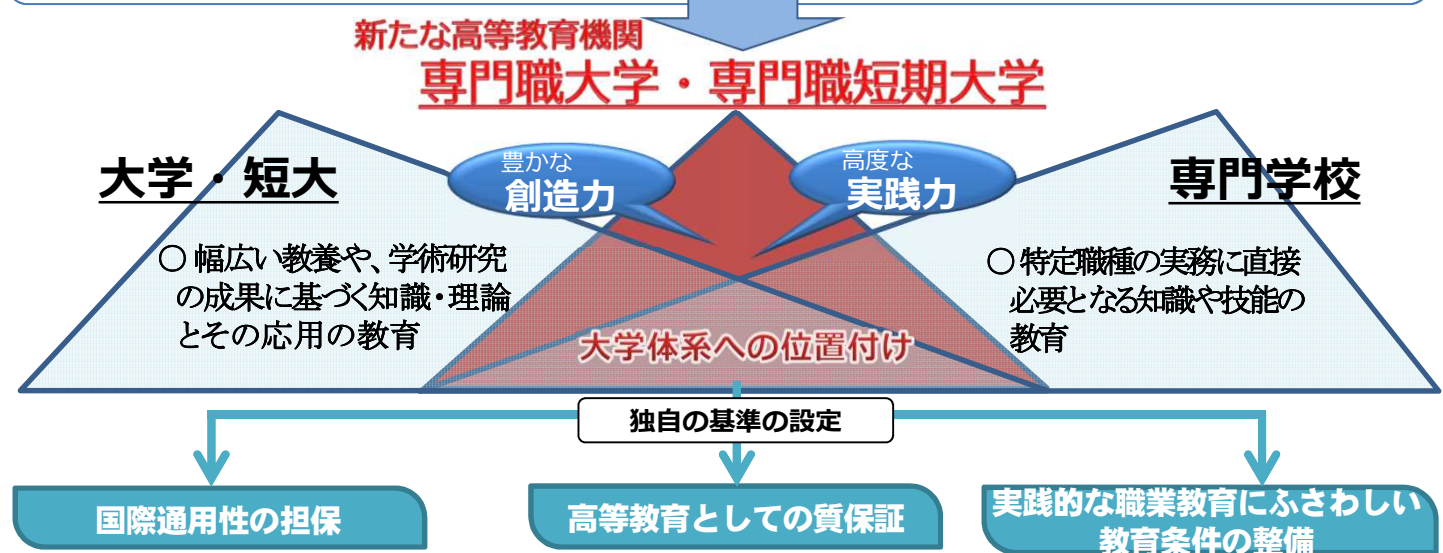 新たな高等教育機関
専門職大学・専門職短期大学
大学・短大
豊かな
創造力
高度な
実践力
専門学校
○ 幅広い教養や、学術研究
の成果に基づく知識・理論
とその応用の教育
○ 特定職種の実務に直接
必要となる知識や技能の
教育
大学体系への位置付け
独自の基準の設定
国際通用性の担保
高等教育としての質保証
実践的な職業教育にふさわしい
教育条件の整備